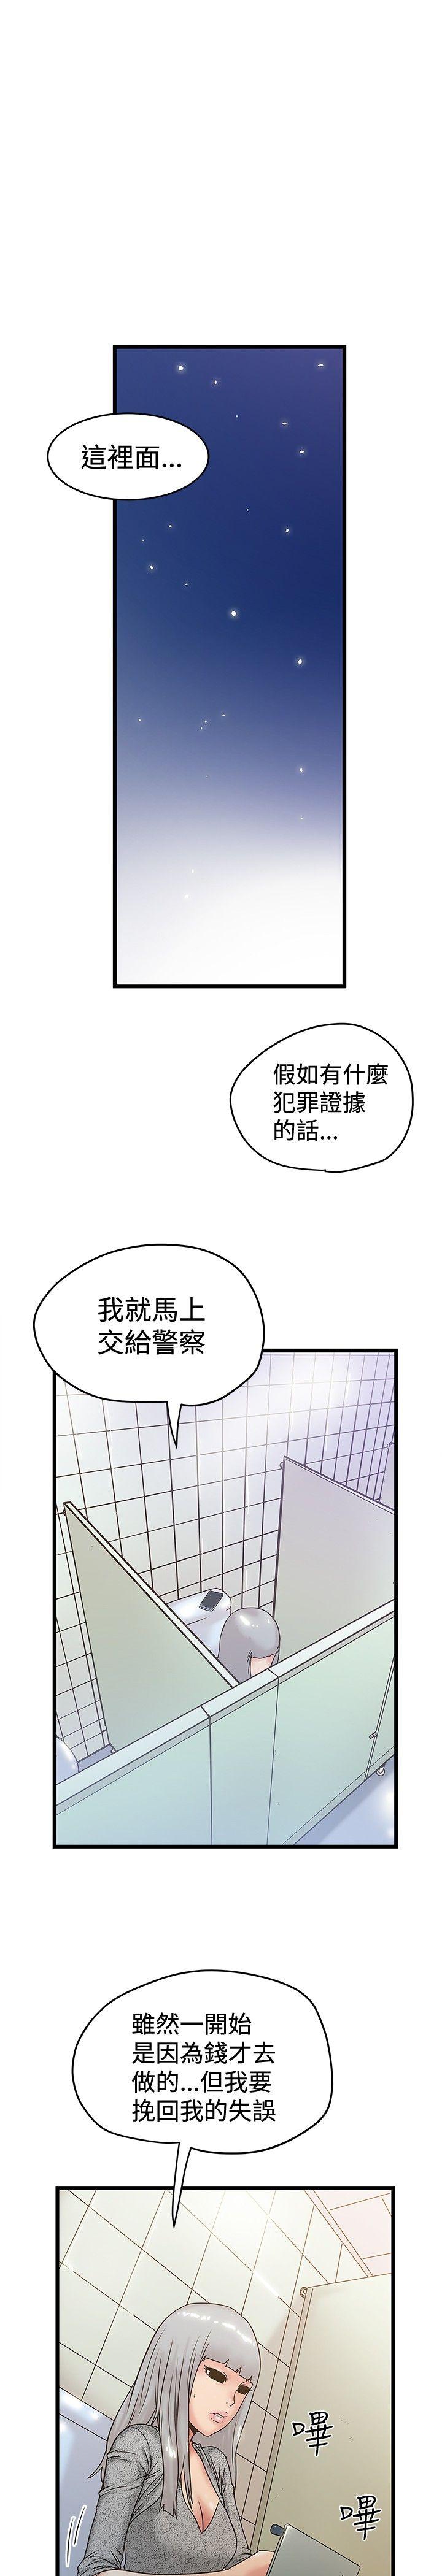 這裡面...
假如有什麼
犯罪證據
的話...
我就馬上
交給警察
雖然一開始
是因為錢才去
做的...但我要
挽回我的失誤
嗶
嗶